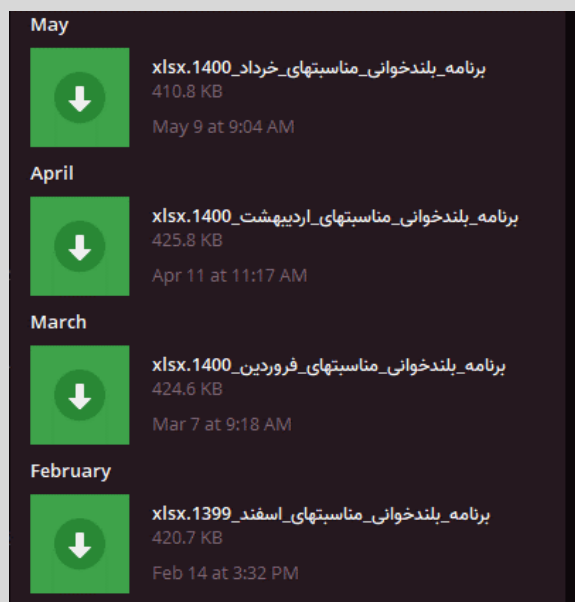 May
برنامه_بلندخوانی_مناسبتهای_خرداد_1400.xlsx
410.8 KB
May 9 at 9:04 AM
April
برنامه_بلندخوانی_مناسبتهای_اردیبهشت_1400.xlsx
425.8 KB
Apr 11 at 11:17 AM
March
برنامه_بلندخوانی_مناسبتهای_فروردین_1400.xlsx
424.6 KB
Mar 7 at 9:18 AM
February
برنامه_بلندخوانی_مناسبتهای_اسفند_1399.xlsx
420.7 KB
Feb 14 at 3:32 PM